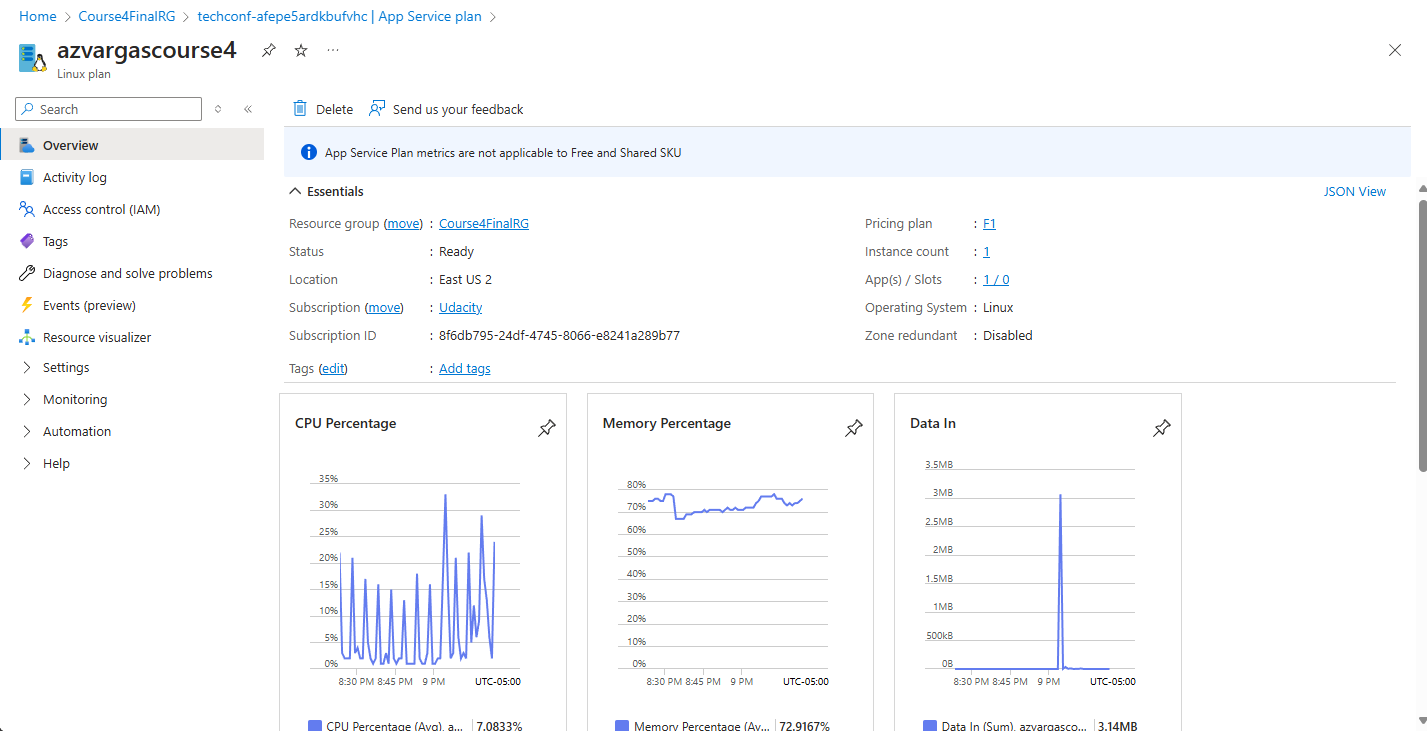 Home > Course4FinalRG > techconf-afepe5ardkbufvhc | App Service plan >
azvargascourse4
Linux plan
Search
Overview
Activity log
Access control (IAM)
Tags
Diagnose and solve problems
Events (preview)
Resource visualizer
Settings
Monitoring
Automation
Help
Delete Send us your feedback
App Service Plan metrics are not applicable to Free and Shared SKU
Essentials JSON View
Resource group (move) : Course4FinalRG
Status : Ready
Location : East US 2
Subscription (move) : Udacity
Subscription ID : 8f6db795-24df-4745-8066-e8241a289b77
Tags (edit) : Add tags
Pricing plan : F1
Instance count : 1
App(s) / Slots : 1 / 0
Operating System : Linux
Zone redundant : Disabled
CPU Percentage
35%
30%
25%
20%
15%
10%
5%
0%
8:30 PM 8:45 PM 9 PM UTC-05:00
CPU Percentage (Avg), a... 7.0833%
Memory Percentage
80%
70%
60%
50%
40%
30%
20%
10%
0%
8:30 PM 8:45 PM 9 PM UTC-05:00
Memory Percentage (Av... 72.9167%
Data In
3.5MB
3MB
2.5MB
2MB
1.5MB
1MB
500kB
0B
8:30 PM 8:45 PM 9 PM UTC-05:00
Data In (Sum), azvargasco... 3.14MB